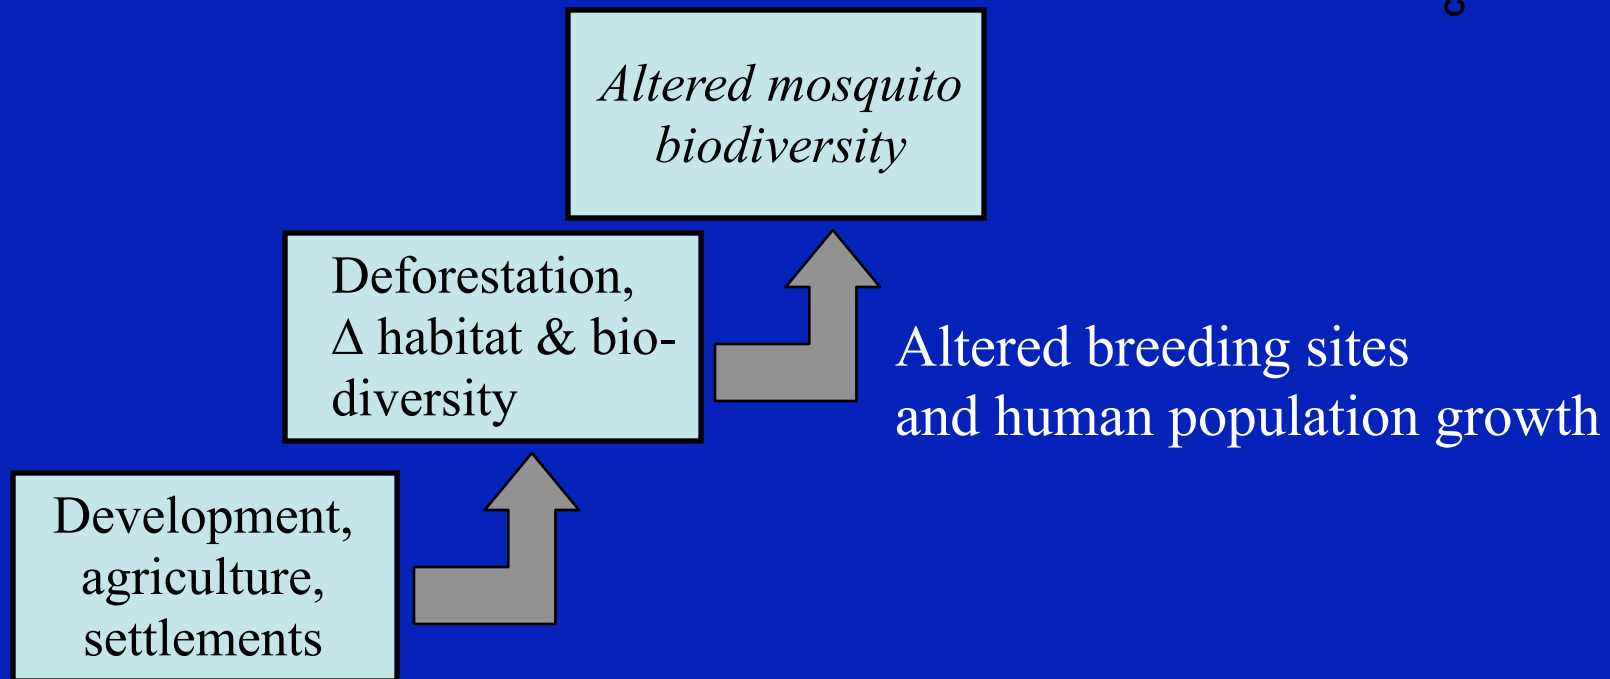 Altered mosquito
biodiversity
Deforestation,
Δ habitat & bio-
diversity
Altered breeding sites
and human population growth
Development,
agriculture,
settlements